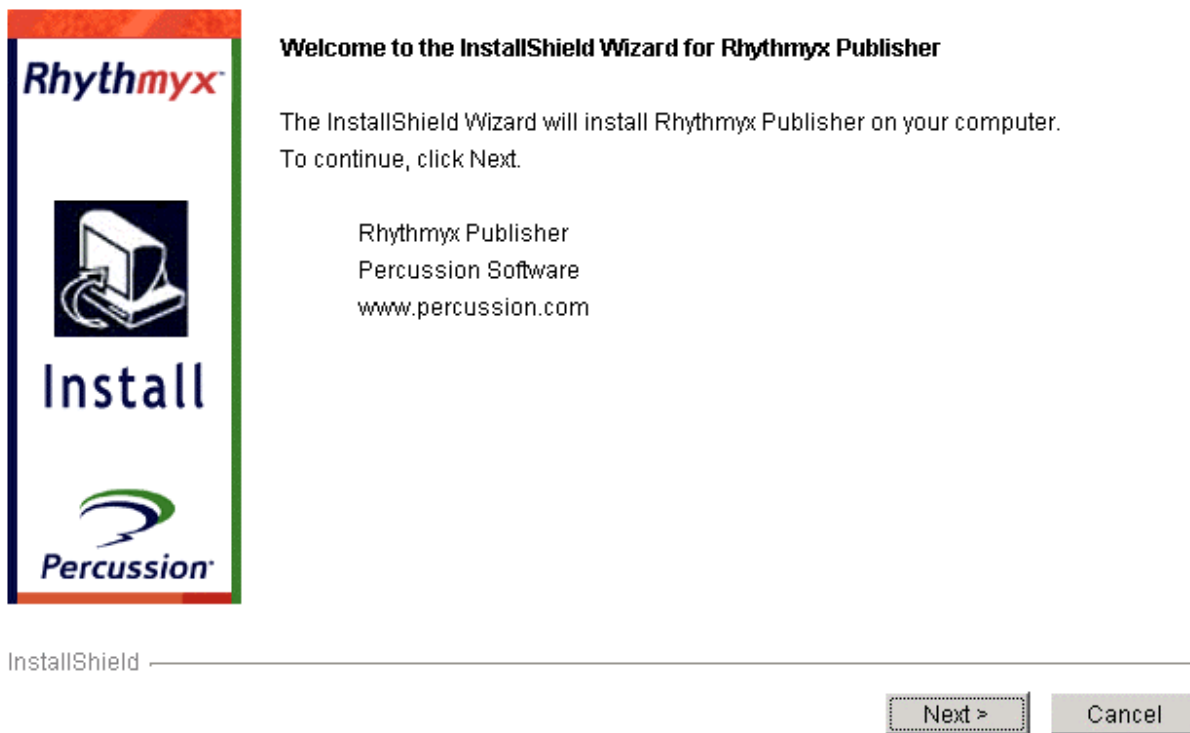 Rhythmyx
Install
Percussion
Welcome to the InstallShield Wizard for Rhythmyx Publisher
The InstallShield Wizard will install Rhythmyx Publisher on your computer.
To continue, click Next.
Rhythmyx Publisher
Percussion Software
www.percussion.com
InstallShield
Next >
Cancel